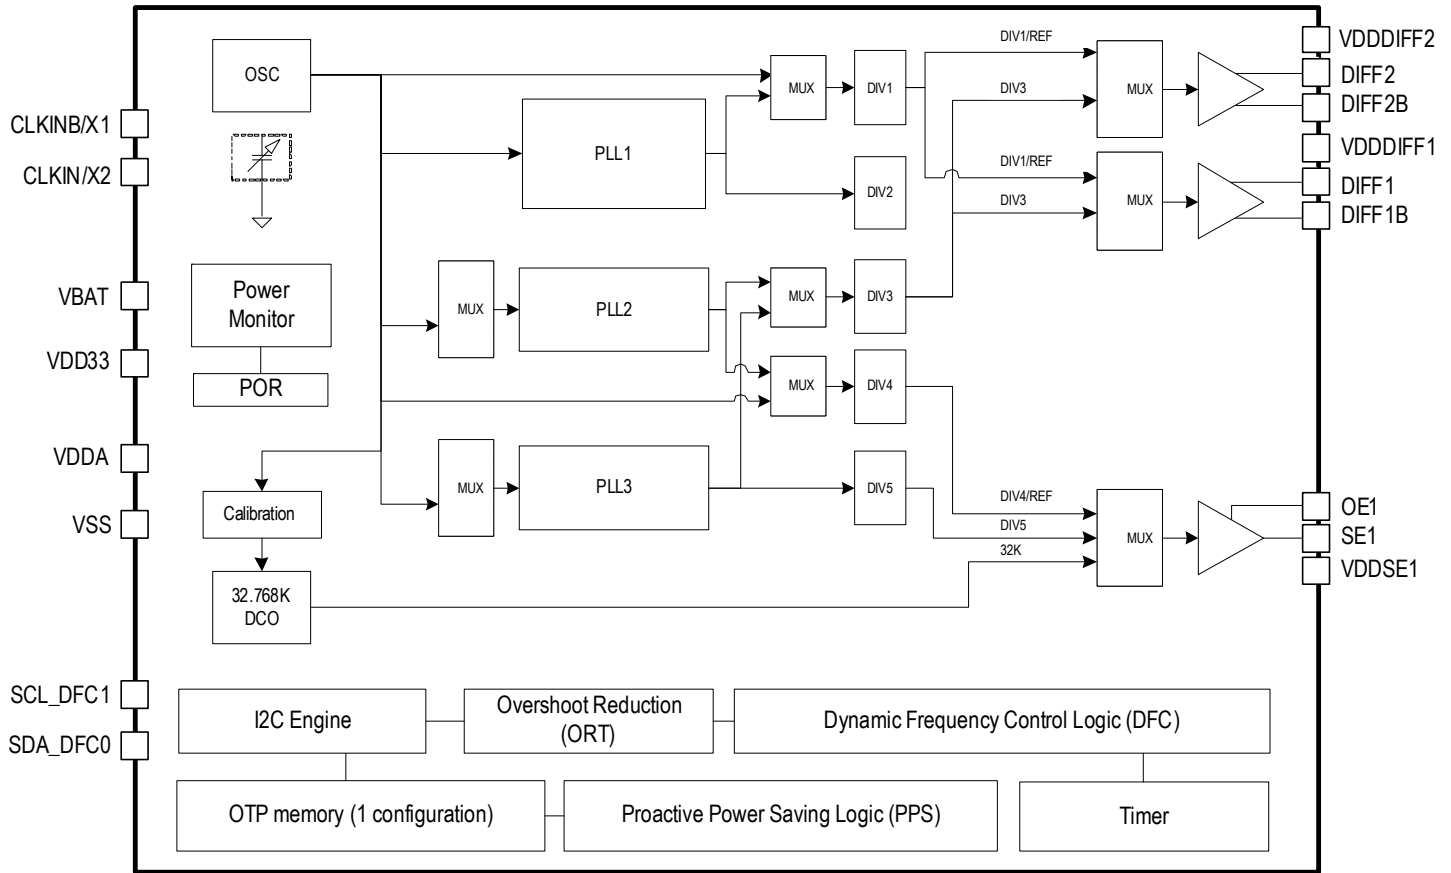 VDDDIFF2
DIV1/REF
OSC
DIFF2
MUX
DIV1
DIV3
MUX
DIFF2B
CLKINB/X1
VDDDIFF1
PLL1
DIV1/REF
CLKIN/X2
DIFF1
DIV2
DIV3
MUX
DIFF1B
VBAT
Power
Monitor
MUX
PLL2
MUX
DIV3
VDD33
POR
MUX
DIV4
VDDA
MUX
PLL3
DIV5
DIV4/REF
OE1
VSS
Calibration
DIV5
MUX
SE1
32K
VDDSE1
32.768K
DCO
SCL_DFC1
I2C Engine
Overshoot Reduction
(ORT)
Dynamic Frequency Control Logic (DFC)
SDA_DFC0
OTP memory (1 configuration)
Proactive Power Saving Logic (PPS)
Timer